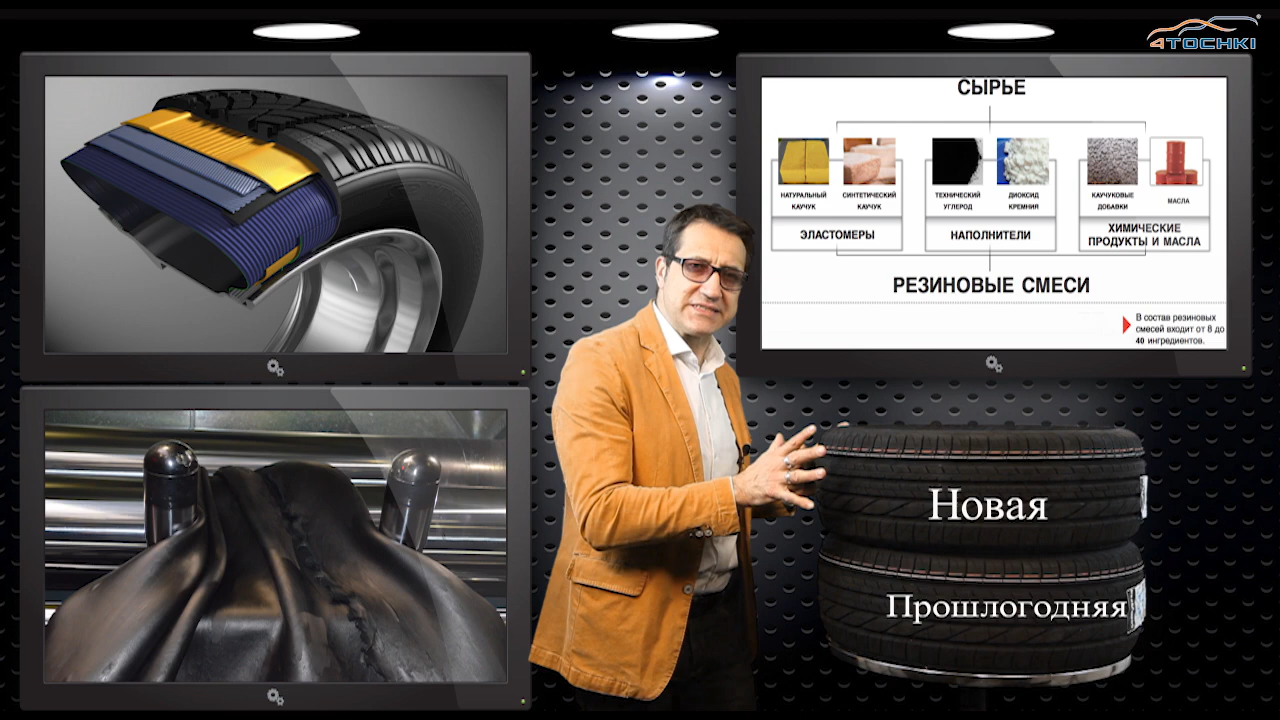 4TOCHKI
СЫРЬЕ
НАТУРАЛЬНЫЙ
КАУЧУК
СИНТЕТИЧЕСКИЙ
КАУЧУК
ТЕХНИЧЕСКИЙ
УГЛЕРОД
ДИОКСИД
КРЕМНИЯ
КАУЧУКОВЫЕ
ДОБАВКИ
МАСЛА
ЭЛАСТОМЕРЫ
НАПОЛНИТЕЛИ
ХИМИЧЕСКИЕ
ПРОДУКТЫ И МАСЛА
РЕЗИНОВЫЕ СМЕСИ
В состав резиновых
смесей входит от 8 до
40 ингредиентов.
Новая
Прошлогодняя